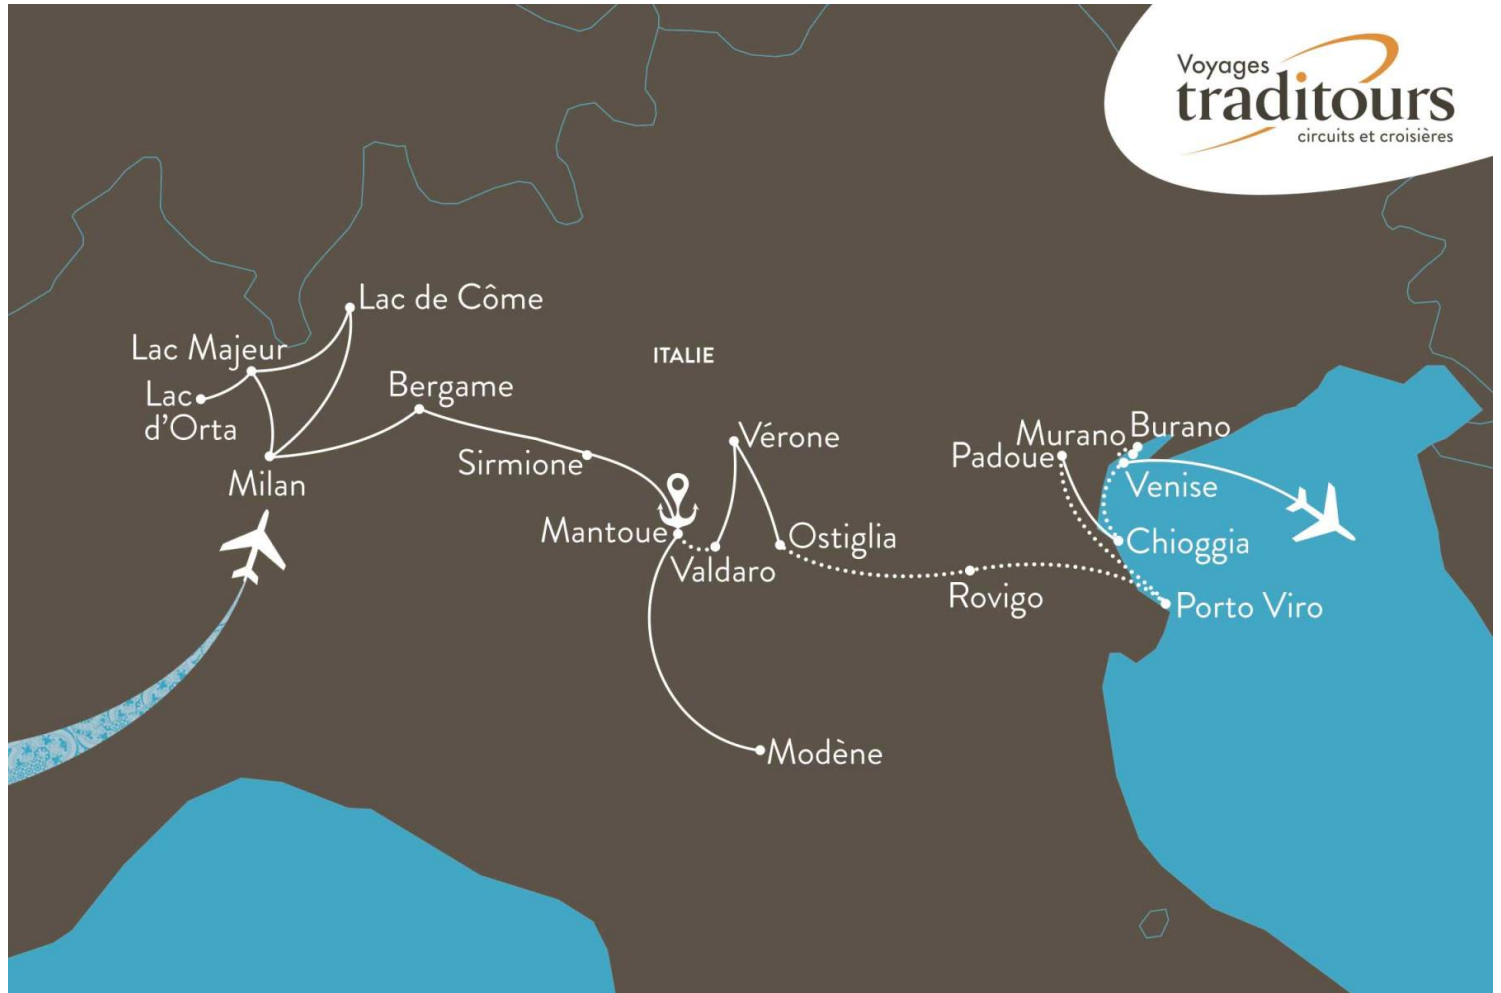 Voyages
traditours
circuits et croisières
Lac de Côme
Lac Majeur
ITALIE
Lac
d'Orta
Bergame
Milan
Sirmione
Vérone
Murano
Burano
Padoue
Venise
Mantoue
Valdaro
Ostiglia
Chioggia
Rovigo
Porto Viro
Modène